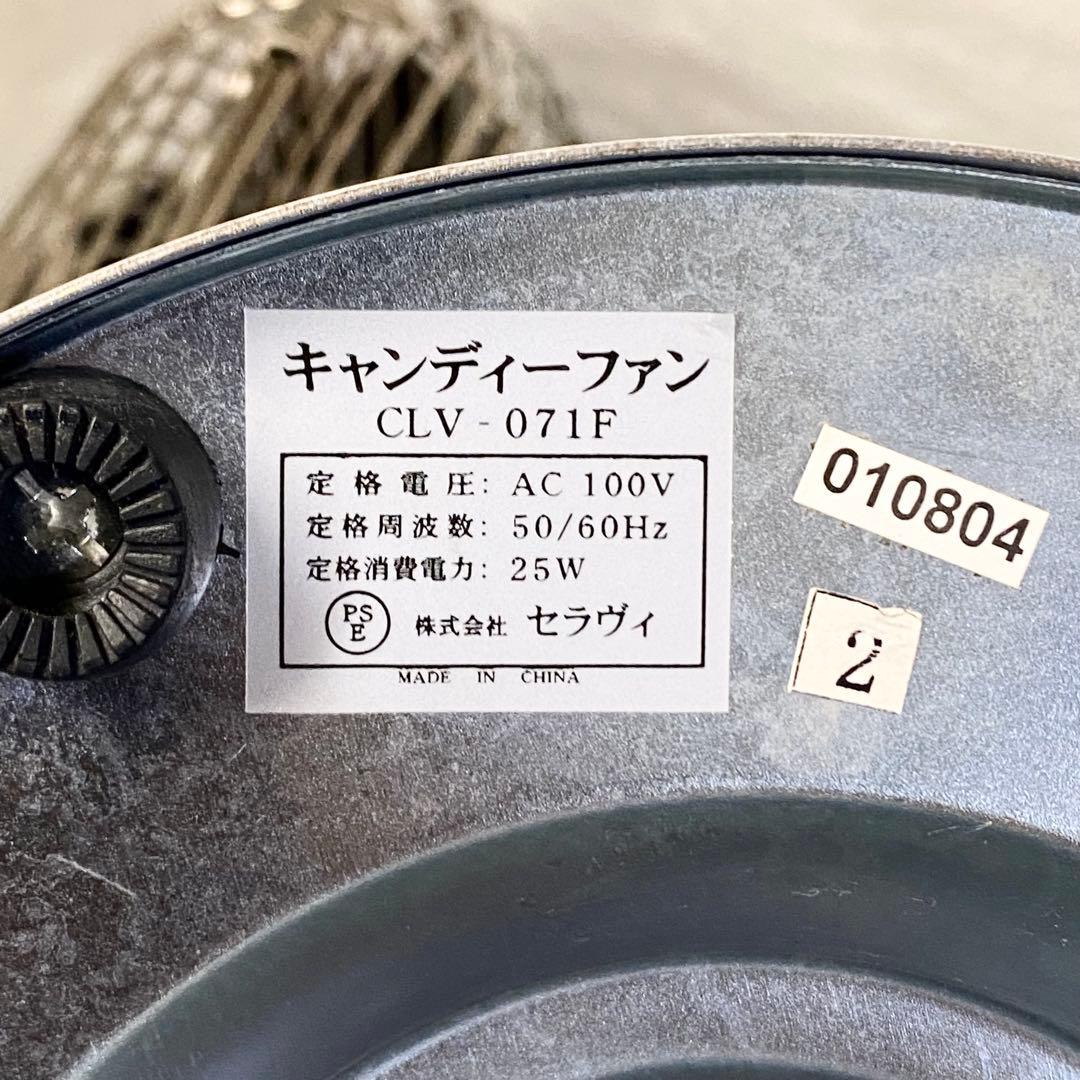 キャンディーファン
CLV - 071F
定格電圧: AC 100V
定格周波数: 50/60Hz
定格消費電力: 25W
PS
E
株式会社 セラヴィ
MADE IN CHINA
010804
2